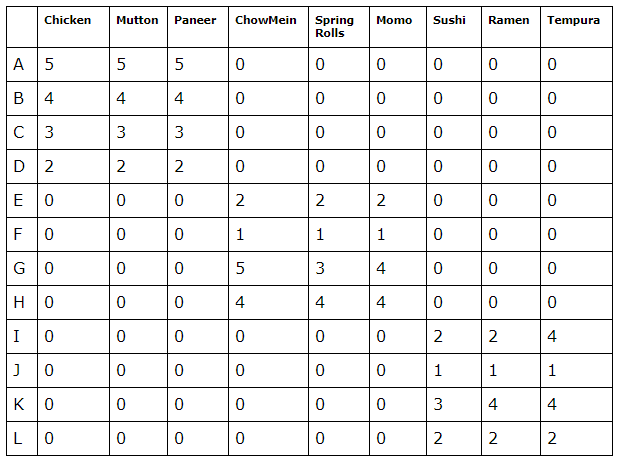 Chicken Mutton Paneer ChowMein Spring Rolls Momo Sushi Ramen Tempura
A 5 5 5 0 0 0 0 0 0
B 4 4 4 0 0 0 0 0 0
C 3 3 3 0 0 0 0 0 0
D 2 2 2 0 0 0 0 0 0
E 0 0 0 2 2 2 0 0 0
F 0 0 0 1 1 1 0 0 0
G 0 0 0 5 3 4 0 0 0
H 0 0 0 4 4 4 0 0 0
I 0 0 0 0 0 0 2 2 4
J 0 0 0 0 0 0 1 1 1
K 0 0 0 0 0 0 3 4 4
L 0 0 0 0 0 0 2 2 2